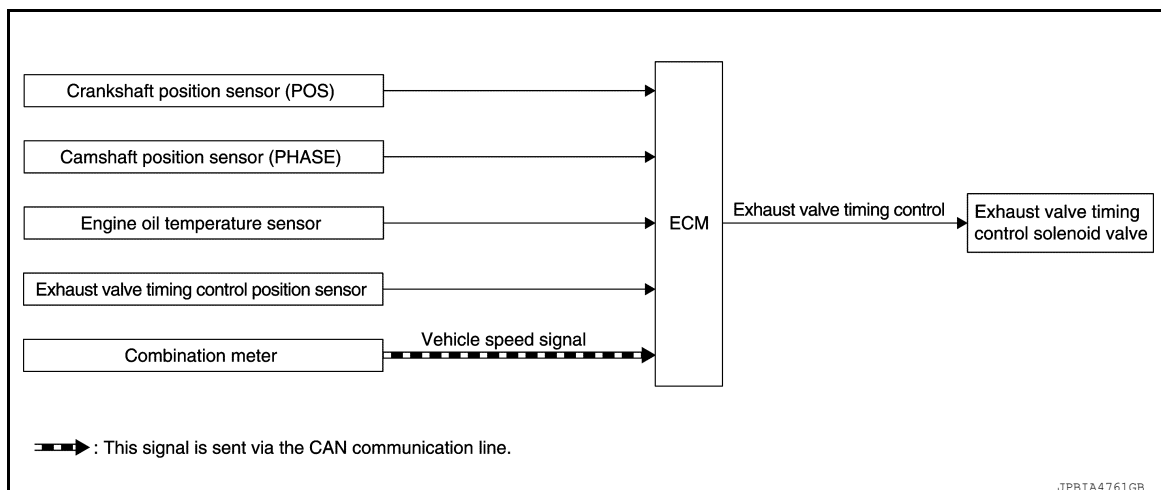 Crankshaft position sensor (POS)
Camshaft position sensor (PHASE)
Engine oil temperature sensor
Exhaust valve timing control position sensor
Combination meter
Vehicle speed signal
ECM
Exhaust valve timing control
Exhaust valve timing
control solenoid valve
: This signal is sent via the CAN communication line.
JPBIA4761GB